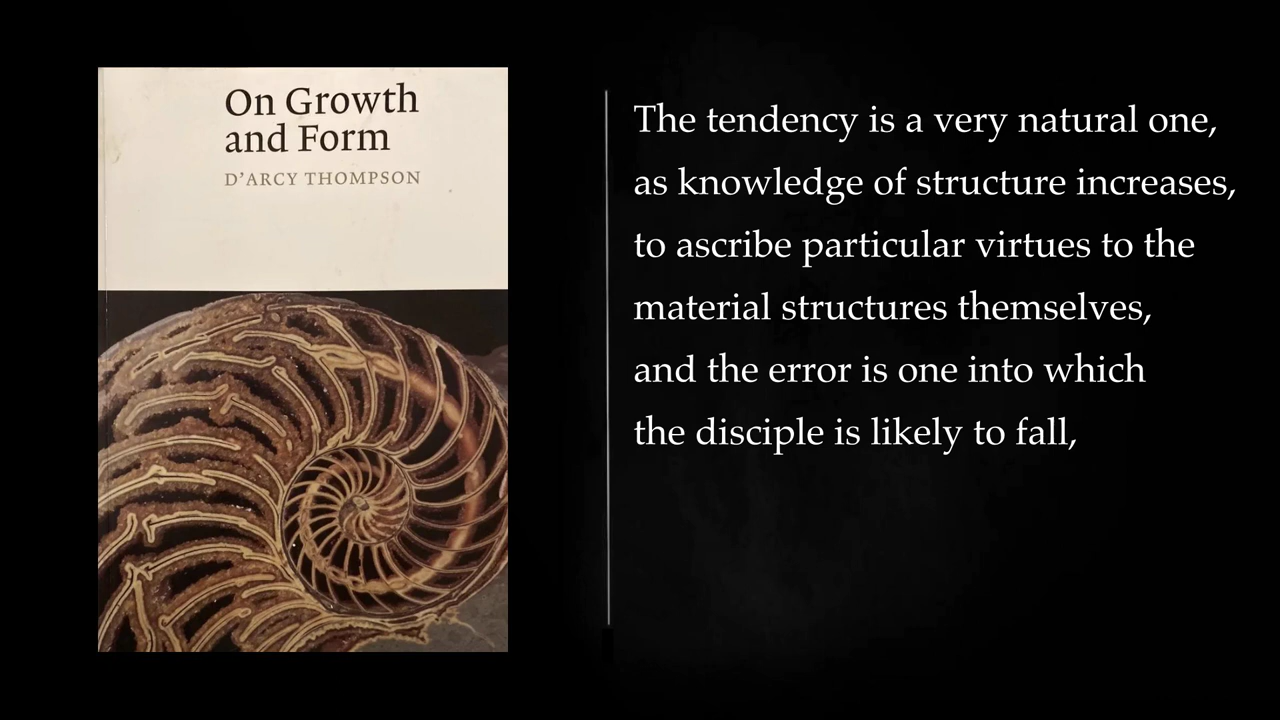 On Growth
and Form
D'ARCY THOMPSON
The tendency is a very natural one,
as knowledge of structure increases,
to ascribe particular virtues to the
material structures themselves,
and the error is one into which
the disciple is likely to fall,